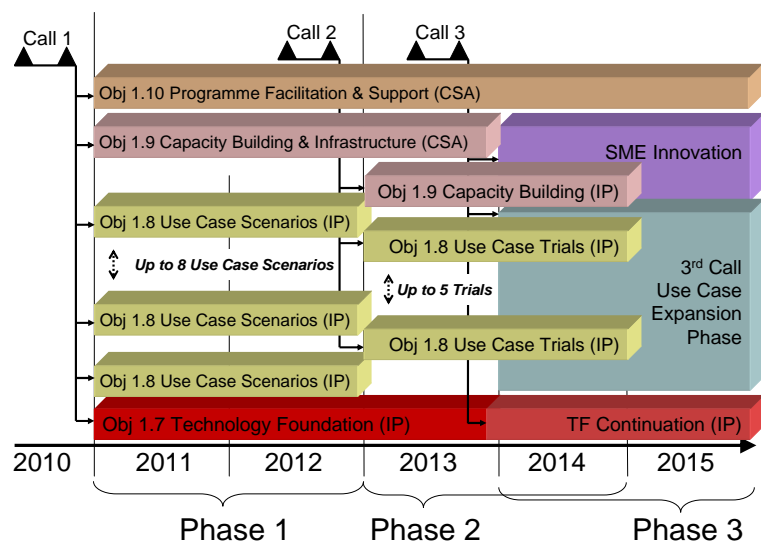 Call 1
Call 2
Call 3
Obj 1.10 Programme Facilitation & Support (CSA)
Obj 1.9 Capacity Building & Infrastructure (CSA)
SME Innovation
Obj 1.9 Capacity Building (IP)
Obj 1.8 Use Case Scenarios (IP)
Obj 1.8 Use Case Trials (IP)
Up to 8 Use Case Scenarios
Up to 5 Trials
3rd Call
Use Case
Expansion
Phase
Obj 1.8 Use Case Scenarios (IP)
Obj 1.8 Use Case Trials (IP)
Obj 1.8 Use Case Scenarios (IP)
Obj 1.7 Technology Foundation (IP)
TF Continuation (IP)
2010 2011 2012 2013 2014 2015
Phase 1 Phase 2 Phase 3